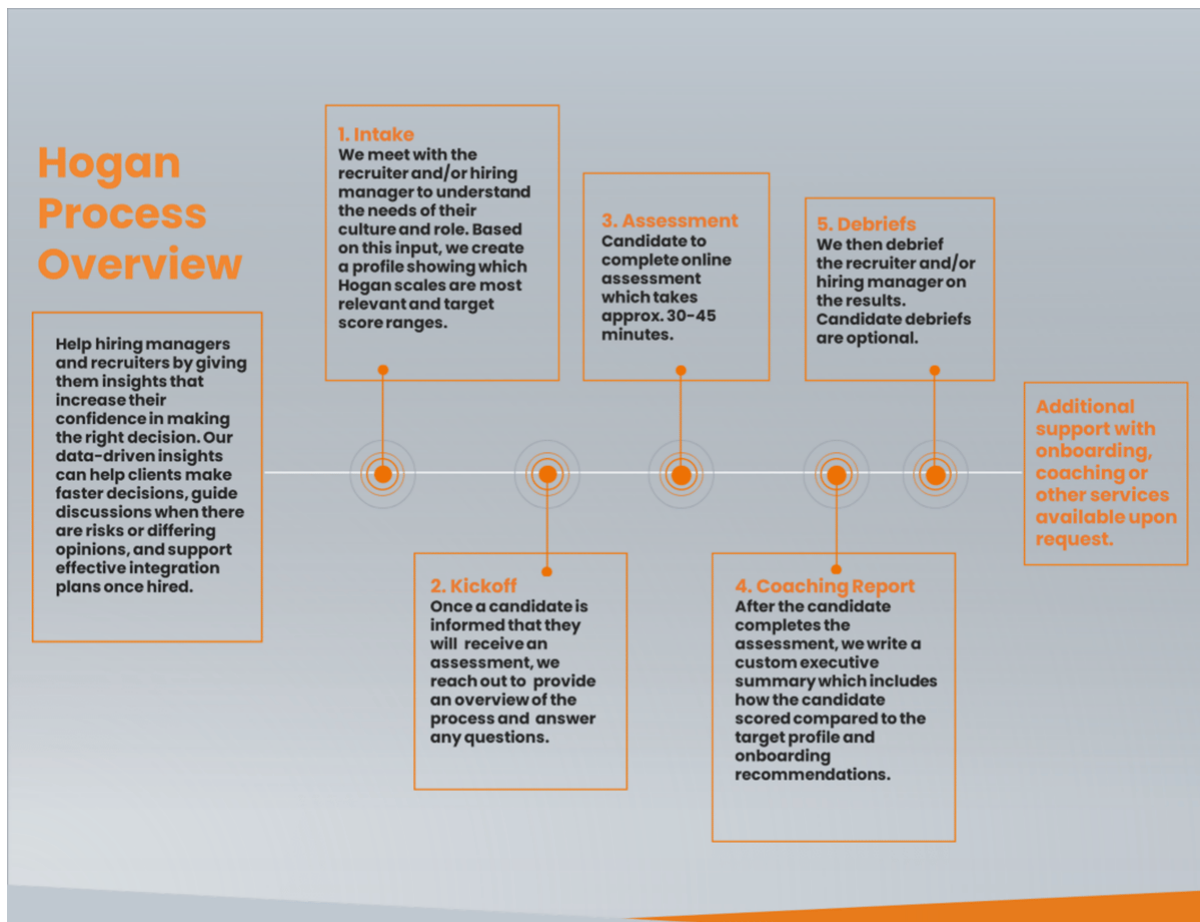 Hogan
Process
Overview
Help hiring managers
and recruiters by giving
them insights that
increase their
confidence in making
the right decision. Our
data-driven insights
can help clients make
faster decisions, guide
discussions when there
are risks or differing
opinions, and support
effective integration
plans once hired.
1. Intake
We meet with the
recruiter and/or hiring
manager to understand
the needs of their
culture and role. Based
on this input, we create
a profile showing which
Hogan scales are most
relevant and target
score ranges.
2. Kickoff
Once a candidate is
informed that they
will receive an
assessment, we
reach out to provide
an overview of the
process and answer
any questions.
3. Assessment
Candidate to
complete online
assessment
which takes
approx. 30-45
minutes.
4. Coaching Report
After the candidate
completes the
assessment, we write a
custom executive
summary which includes
how the candidate
scored compared to the
target profile and
onboarding
recommendations.
5. Debriefs
We then debrief
the recruiter and/or
hiring manager on
the results.
Candidate debriefs
are optional.
Additional
support with
onboarding,
coaching or
other services
available upon
request.